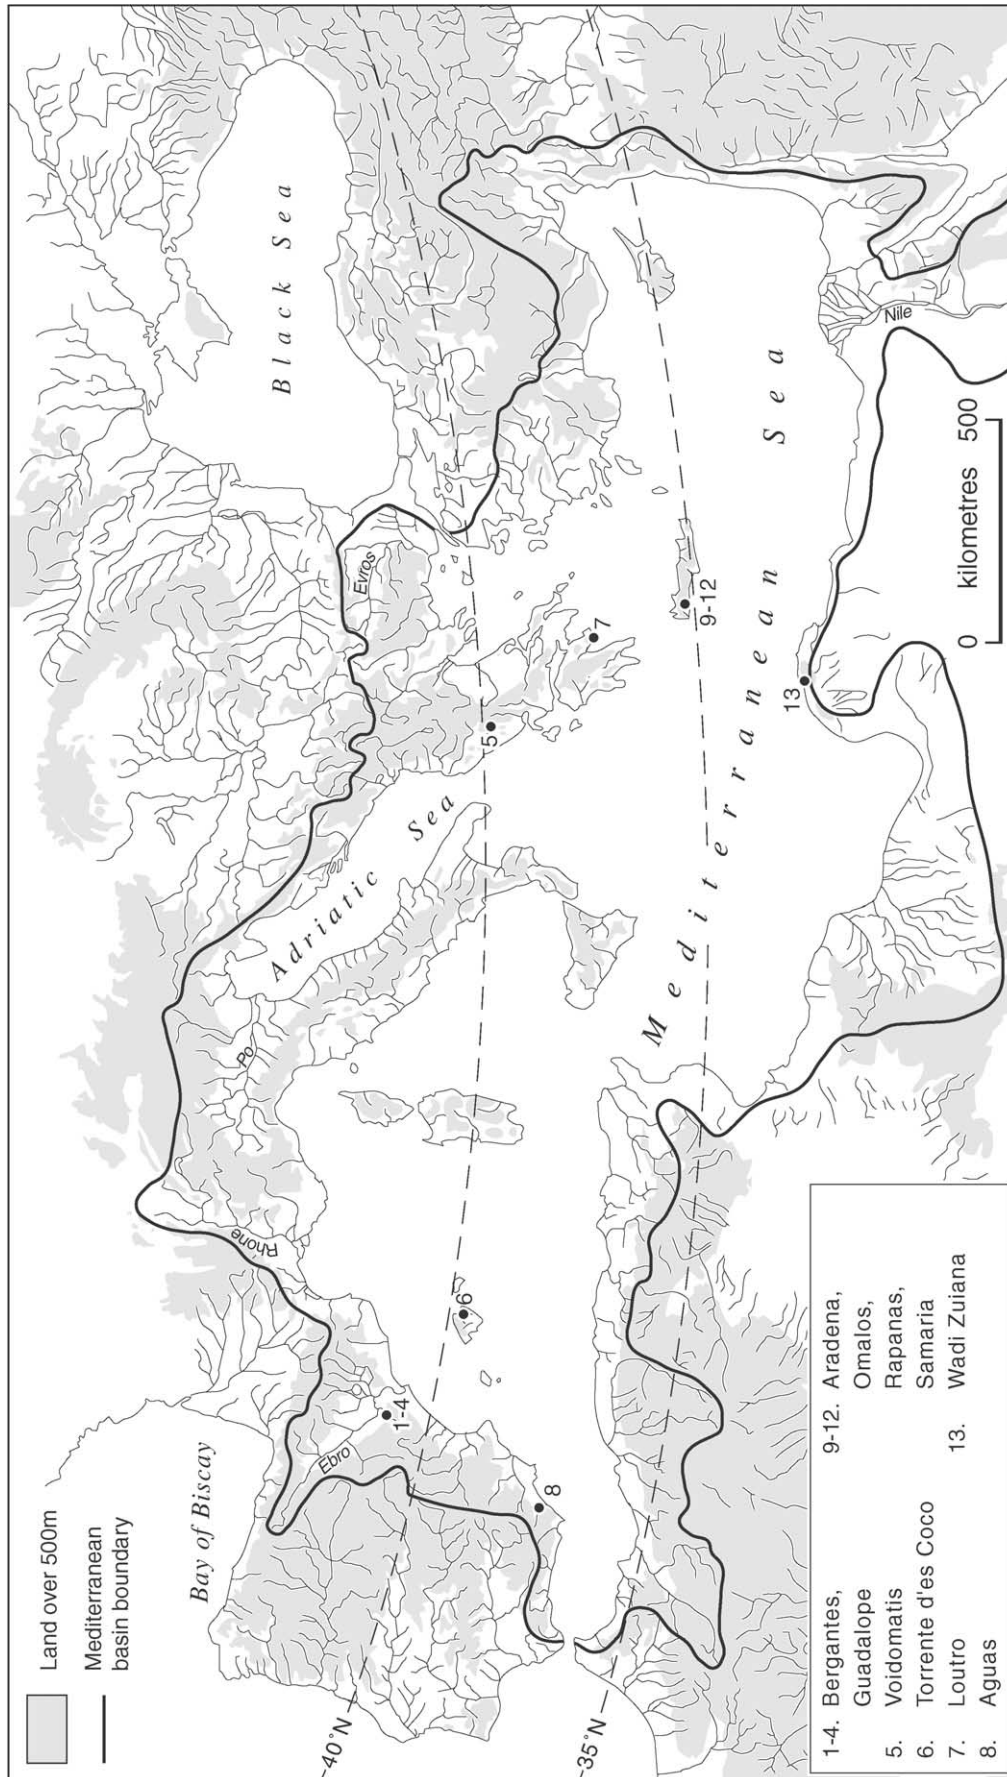 Land over 500m
Mediterranean
basin boundary
Bay of Biscay
Black Sea
Adriatic Sea
Mediterranean Sea
Ebro
Rhône
Po
Evros
Nile
40°N
35°N
1-4
5
6
7
8
9-12
13
0 kilometres 500
1-4. Bergantes,
Guadalope
5. Voidomatis
6. Torrente d'es Coco
7. Loutro
8. Aguas
9-12. Aradena,
Omalos,
Rapanas,
Samaria
13. Wadi Zuiana